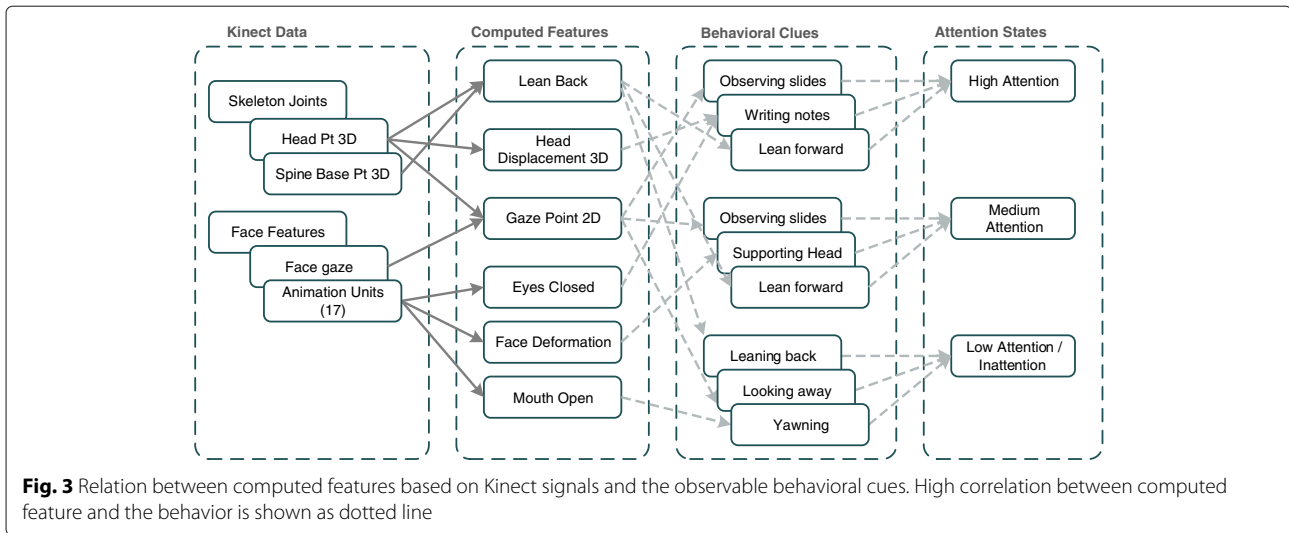 Kinect Data
Computed Features
Behavioral Clues
Attention States
Skeleton Joints
Head Pt 3D
Spine Base Pt 3D
Face Features
Face gaze
Animation Units
(17)
Lean Back
Head
Displacement 3D
Gaze Point 2D
Eyes Closed
Face Deformation
Mouth Open
Observing slides
Writing notes
Lean forward
Observing slides
Supporting Head
Lean forward
Leaning back
Looking away
Yawning
High Attention
Medium
Attention
Low Attention /
Inattention
Fig. 3 Relation between computed features based on Kinect signals and the observable behavioral cues. High correlation between computed
feature and the behavior is shown as dotted line